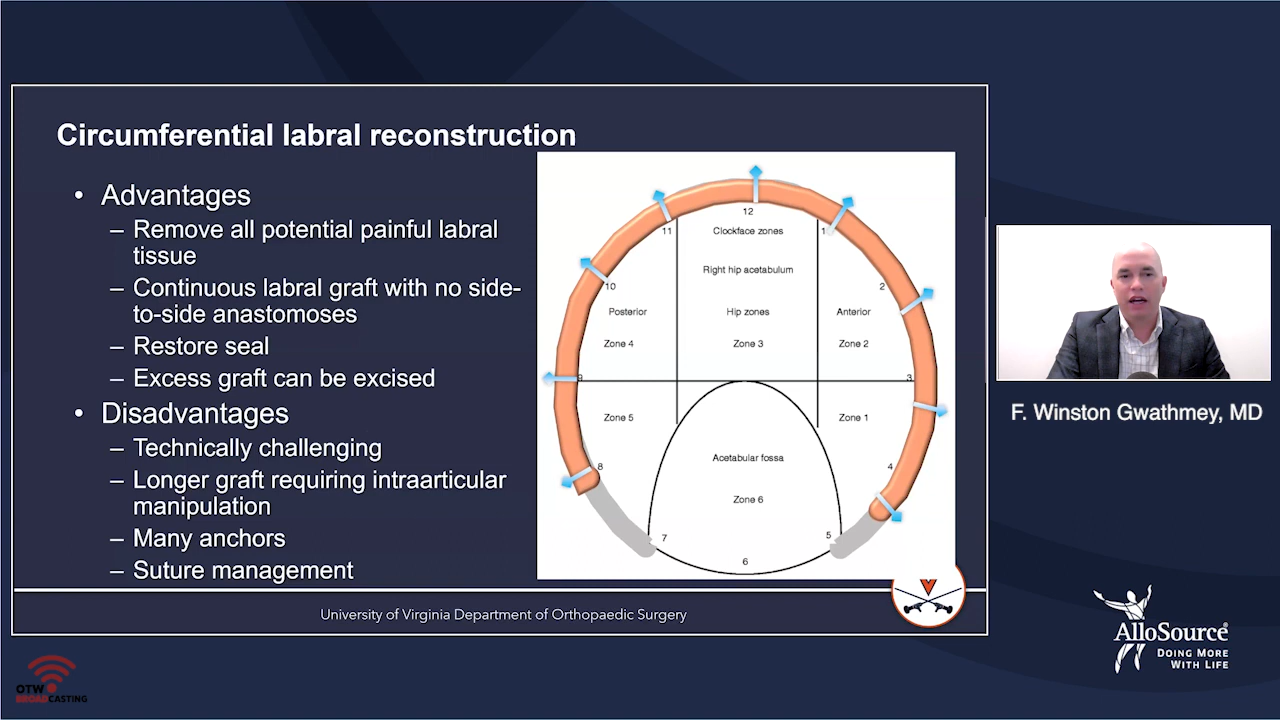 Circumferential labral reconstruction
• Advantages
– Remove all potential painful labral
tissue
– Continuous labral graft with no side-
to-side anastomoses
– Restore seal
– Excess graft can be excised
• Disadvantages
– Technically challenging
– Longer graft requiring intraarticular
manipulation
– Many anchors
– Suture management
12
11
Clockface zones
1
Right hip acetabulum
10
2
Posterior
Hip zones
Anterior
Zone 4
Zone 3
Zone 2
9
3
Zone 5
Zone 1
8
Acetabular fossa
4
Zone 6
7
5
6
University of Virginia Department of Orthopaedic Surgery
F. Winston Gwathmey, MD
AlloSource®
DOING MORE
WITH LIFE
OTW
BROADCASTING